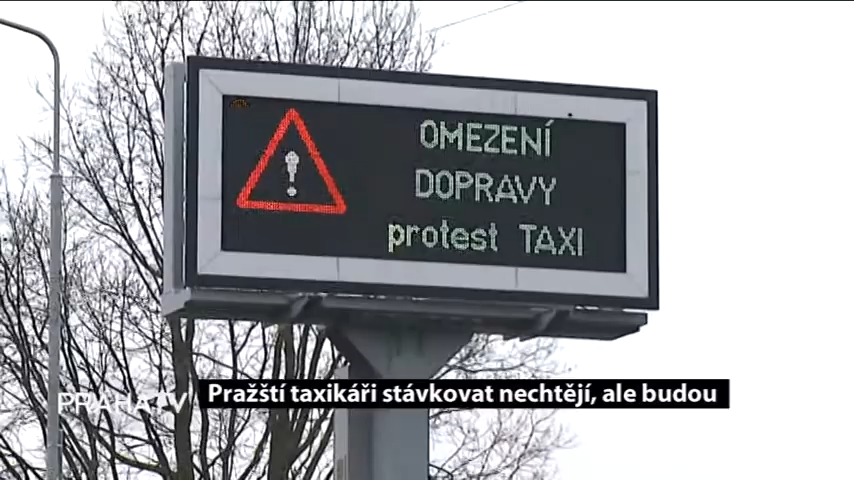 OMEZENÍ
DOPRAVY
protest TAXI
PRAHA TV
Pražští taxikáři stávkovat nechtějí, ale budou